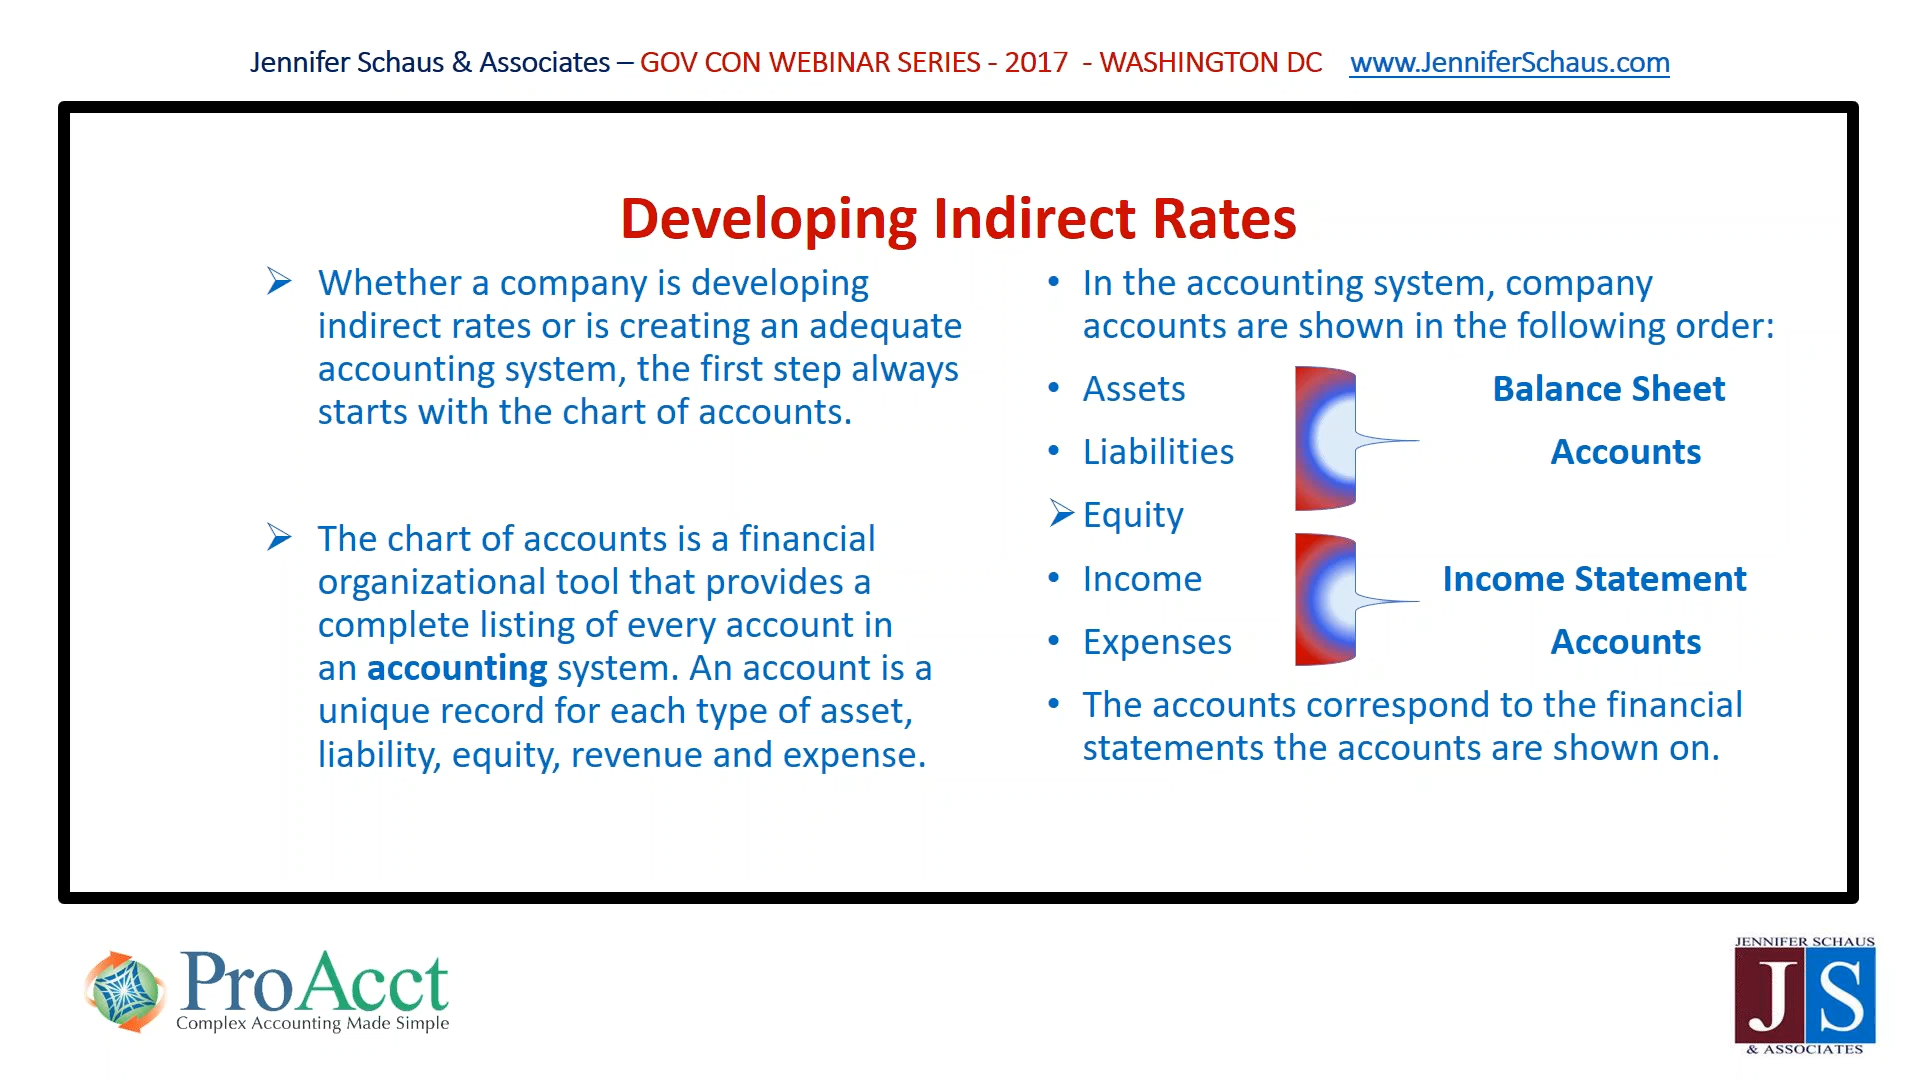 Jennifer Schaus & Associates – GOV CON WEBINAR SERIES - 2017 - WASHINGTON DC www.JenniferSchaus.com
Developing Indirect Rates
➢ Whether a company is developing
indirect rates or is creating an adequate
accounting system, the first step always
starts with the chart of accounts.
➢ The chart of accounts is a financial
organizational tool that provides a
complete listing of every account in
an accounting system. An account is a
unique record for each type of asset,
liability, equity, revenue and expense.
• In the accounting system, company
accounts are shown in the following order:
• Assets Balance Sheet
• Liabilities Accounts
➢ Equity
• Income Income Statement
• Expenses Accounts
• The accounts correspond to the financial
statements the accounts are shown on.
ProAcct
Complex Accounting Made Simple
JENNIFER SCHAUS
JS
& ASSOCIATES